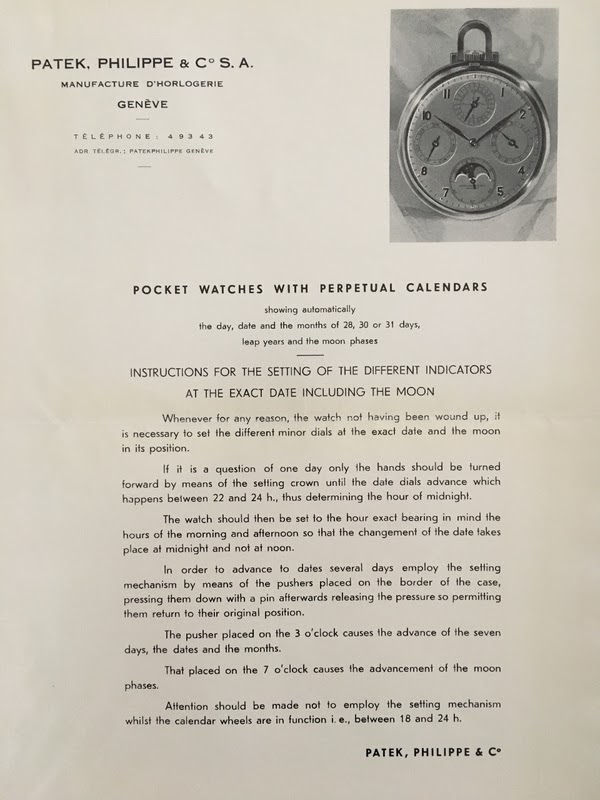 PATEK, PHILIPPE & Co S. A.
MANUFACTURE D'HORLOGERIE
GENÈVE
TÉLÉPHONE : 4 93 43
ADR. TÉLÉGR. : PATEKPHILIPPE GENÈVE
11 1
10 2
8 4
7 5
POCKET WATCHES WITH PERPETUAL CALENDARS
showing automatically
the day, date and the months of 28, 30 or 31 days,
leap years and the moon phases
INSTRUCTIONS FOR THE SETTING OF THE DIFFERENT INDICATORS
AT THE EXACT DATE INCLUDING THE MOON
Whenever for any reason, the watch not having been wound up, it
is necessary to set the different minor dials at the exact date and the moon
in its position.
If it is a question of one day only the hands should be turned
forward by means of the setting crown until the date dials advance which
happens between 22 and 24 h., thus determining the hour of midnight.
The watch should then be set to the hour exact bearing in mind the
hours of the morning and afternoon so that the changement of the date takes
place at midnight and not at noon.
In order to advance to dates several days employ the setting
mechanism by means of the pushers placed on the border of the case,
pressing them down with a pin afterwards releasing the pressure so permitting
them return to their original position.
The pusher placed on the 3 o'clock causes the advance of the seven
days, the dates and the months.
That placed on the 7 o'clock causes the advancement of the moon
phases.
Attention should be made not to employ the setting mechanism
whilst the calendar wheels are in function i. e., between 18 and 24 h.
PATEK, PHILIPPE & Co